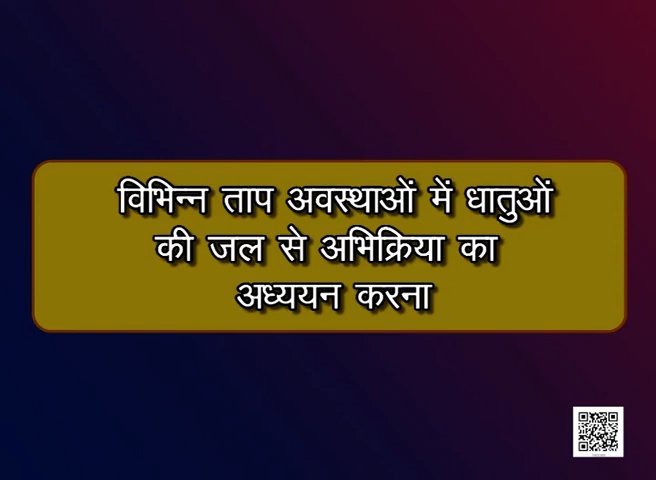 विभिन्न ताप अवस्थाओं में धातुओं
की जल से अभिक्रिया का
अध्ययन करना